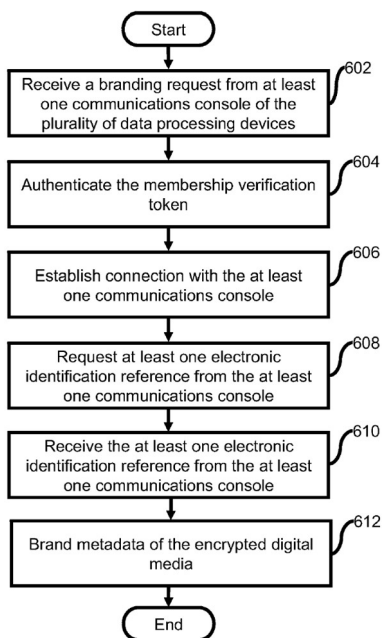 Start
602
Receive a branding request from at least
one communications console of the
plurality of data processing devices
604
Authenticate the membership verification
token
606
Establish connection with the at least
one communications console
608
Request at least one electronic
identification reference from the at least
one communications console
610
Receive the at least one electronic
identification reference from the at least
one communications console
612
Brand metadata of the encrypted digital
media
End